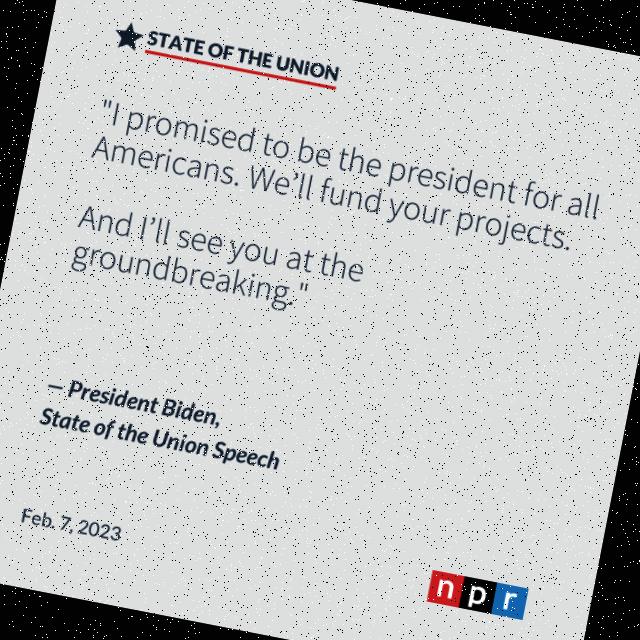 STATE OF THE UNION
"I promised to be the president for all
Americans. We’ll fund your projects.
And I’ll see you at the
groundbreaking."
— President Biden,
State of the Union Speech
Feb. 7, 2023
npr